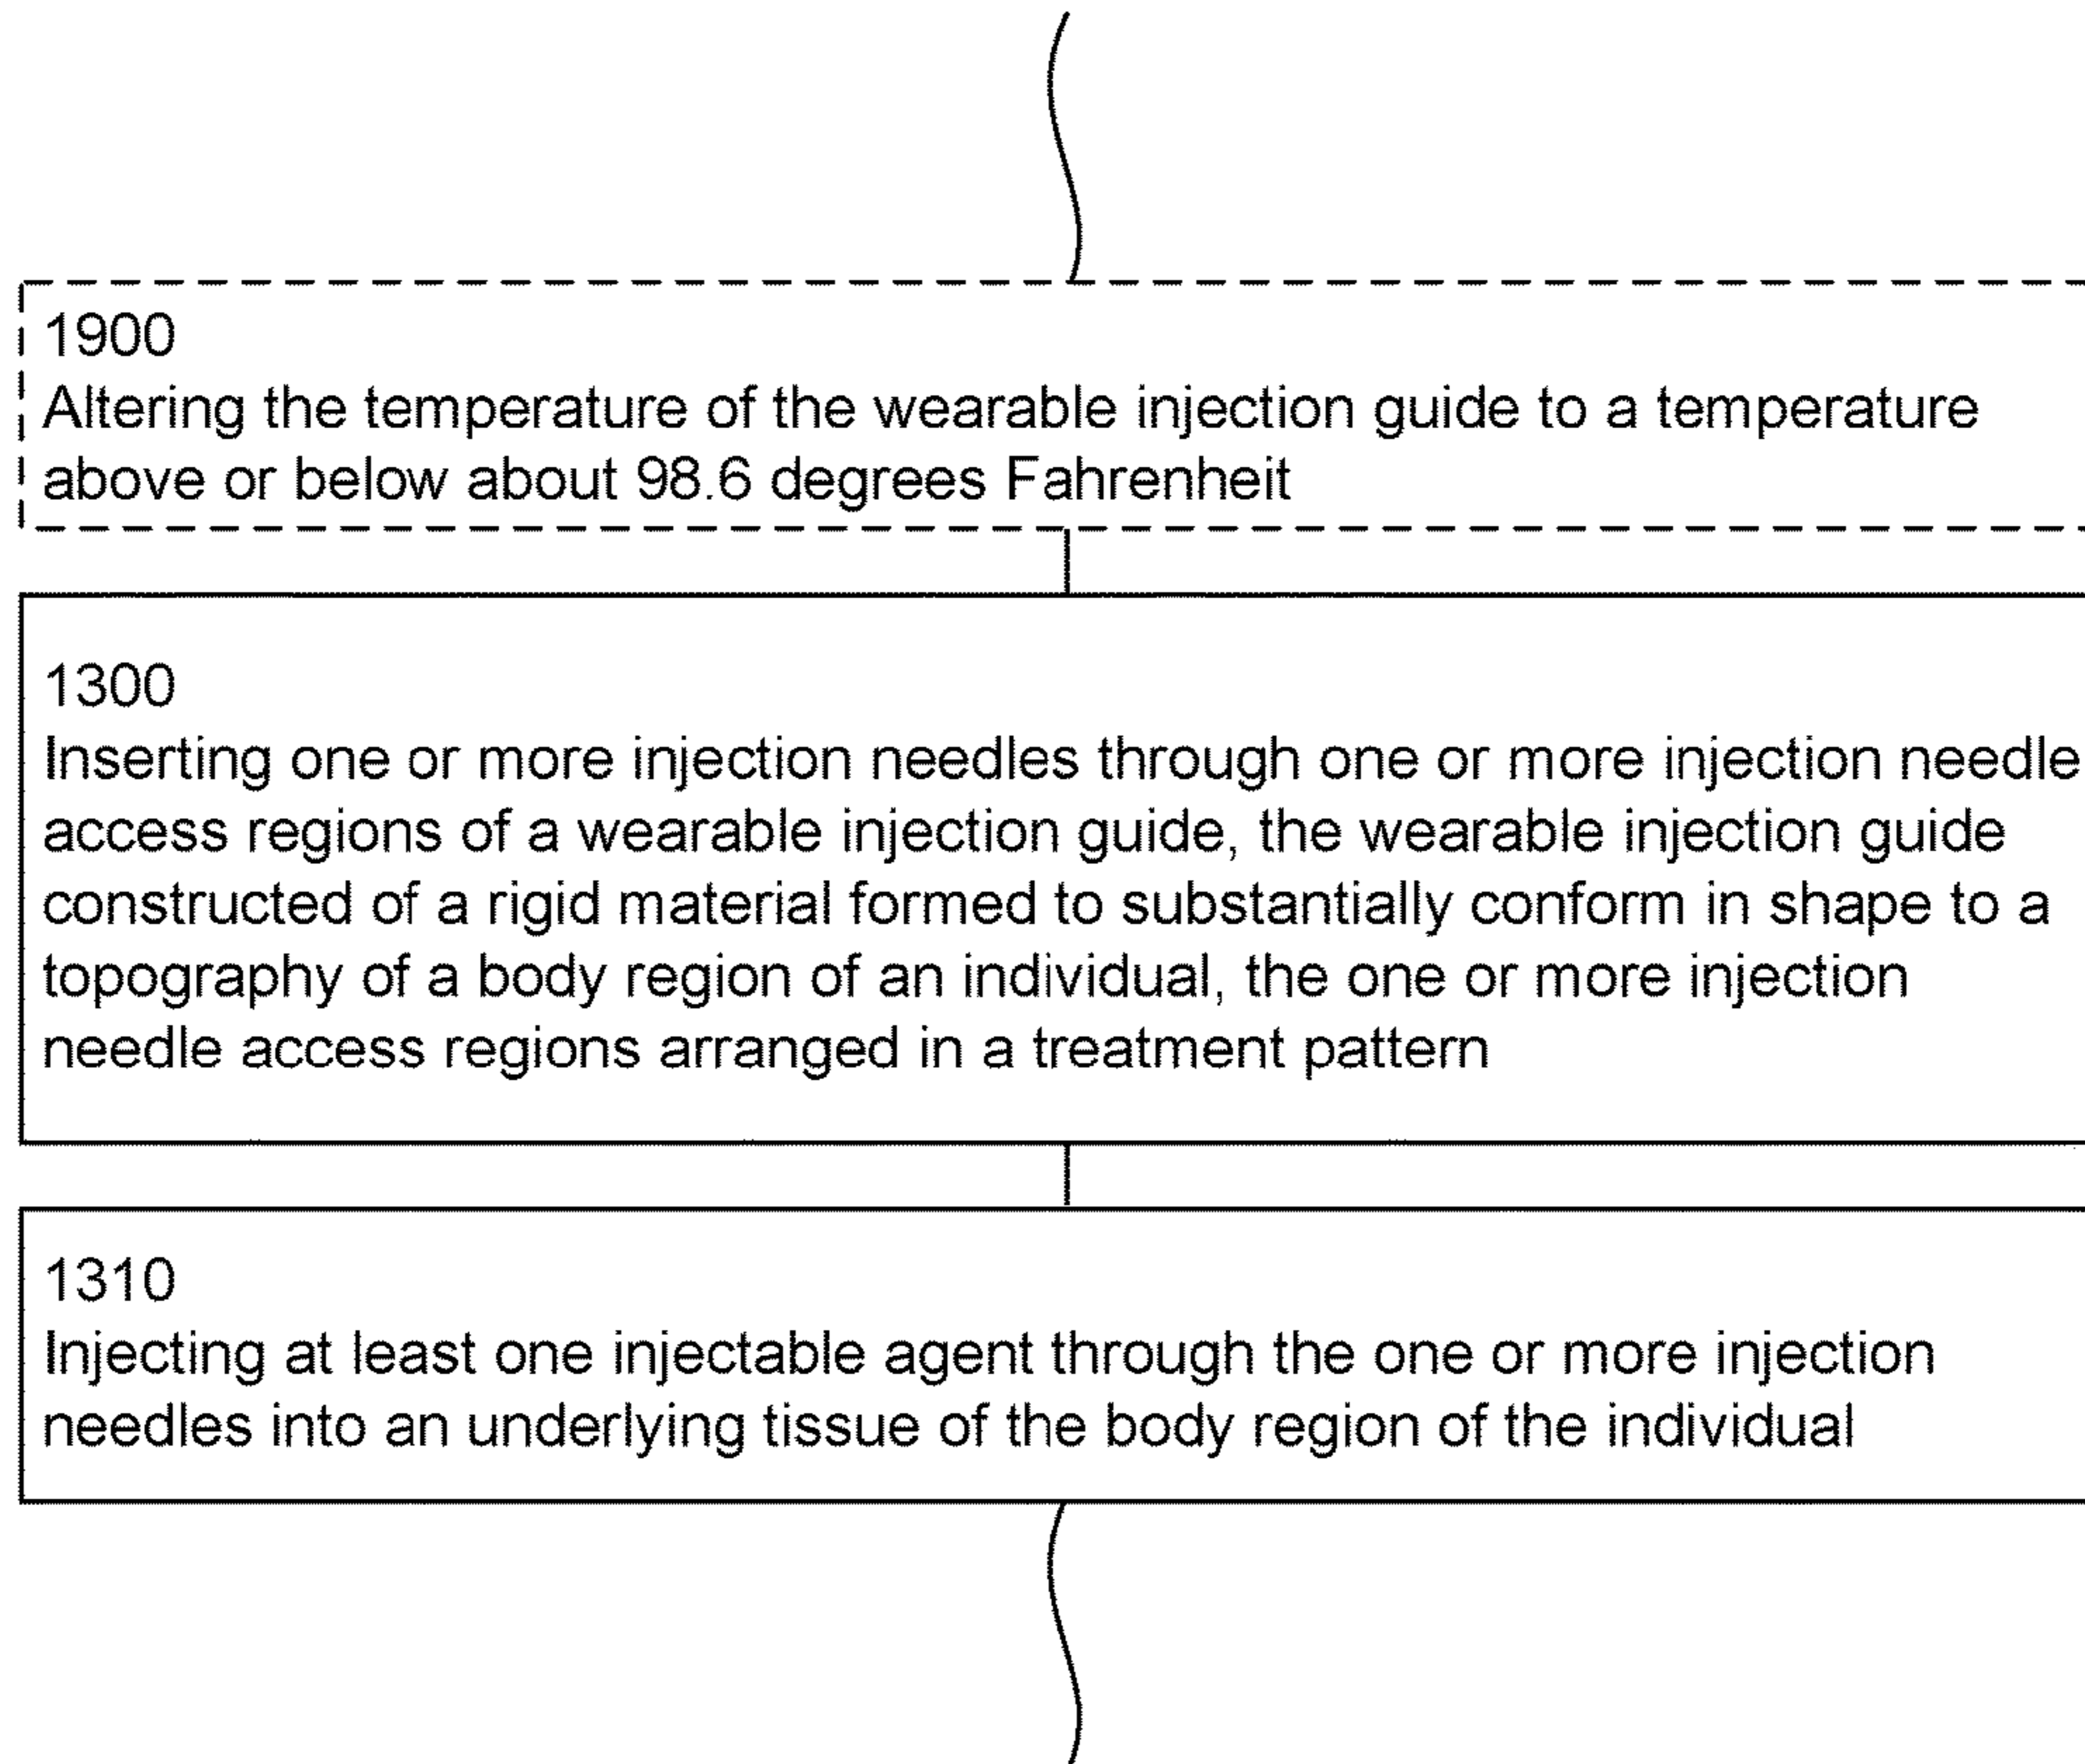 1900
Altering the temperature of the wearable injection guide to a temperature
above or below about 98.6 degrees Fahrenheit
1300
Inserting one or more injection needles through one or more injection needle
access regions of a wearable injection guide, the wearable injection guide
constructed of a rigid material formed to substantially conform in shape to a
topography of a body region of an individual, the one or more injection
needle access regions arranged in a treatment pattern
1310
Injecting at least one injectable agent through the one or more injection
needles into an underlying tissue of the body region of the individual